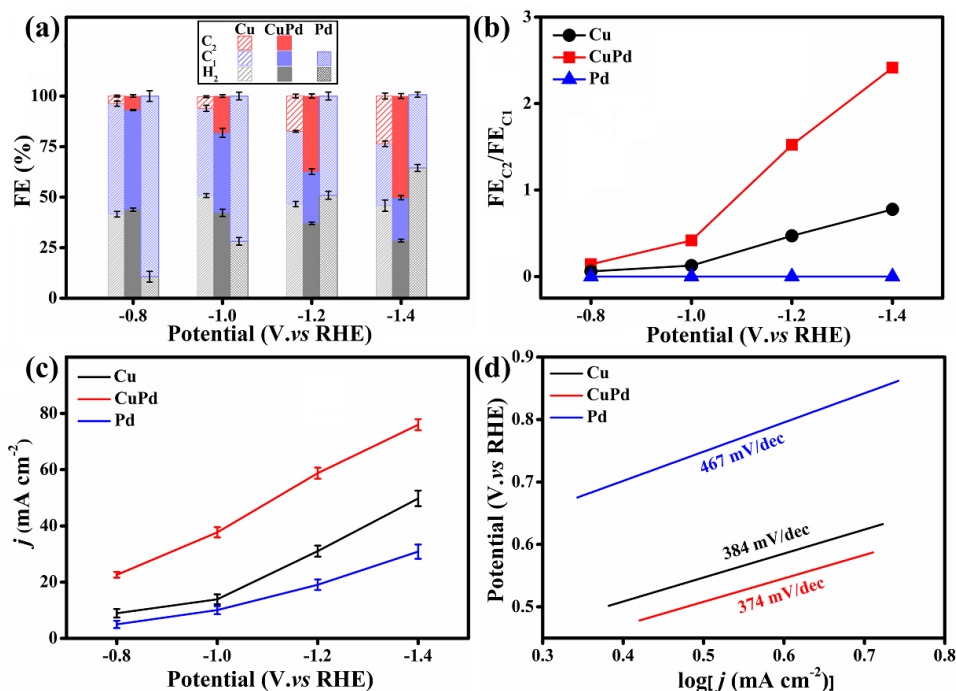 (a)
Cu CuPd Pd
C2
C1
H2
FE (%)
100
75
50
25
0
-0.8 -1.0 -1.2 -1.4
Potential (V.vs RHE)
(b)
Cu
CuPd
Pd
FEC2/FEC1
3
2
1
0
-0.8 -1.0 -1.2 -1.4
Potential (V.vs RHE)
(c)
Cu
CuPd
Pd
j (mA cm-2)
80
60
40
20
0
-0.8 -1.0 -1.2 -1.4
Potential (V.vs RHE)
(d)
Cu
CuPd
Pd
Potential (V.vs RHE)
0.9
0.8
0.7
0.6
0.5
467 mV/dec
384 mV/dec
374 mV/dec
0.3 0.4 0.5 0.6 0.7 0.8
log[j (mA cm-2)]